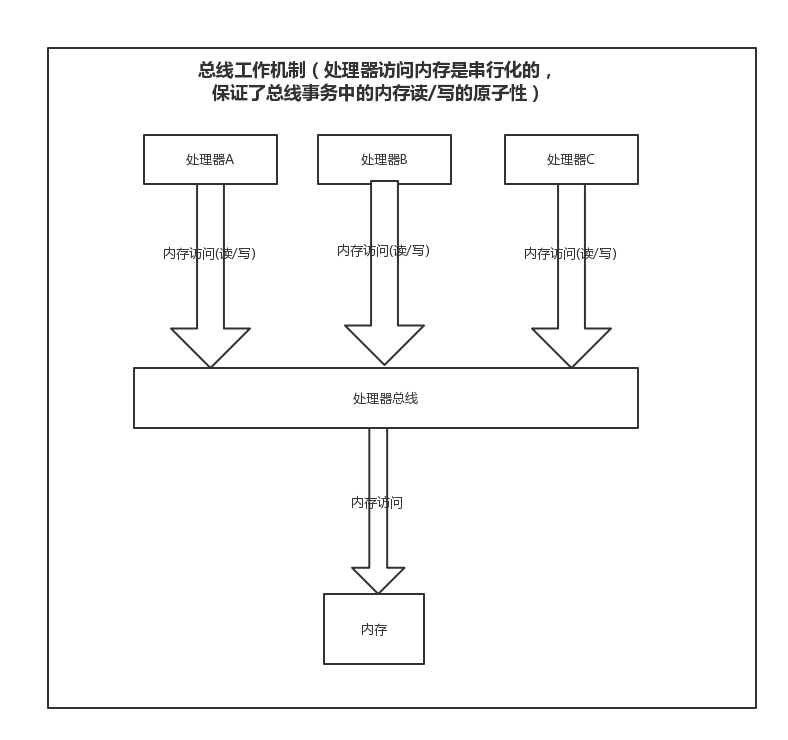 总线工作机制（处理器访问内存是串行化的，
保证了总线事务中的内存读/写的原子性）
处理器A
处理器B
处理器C
内存访问(读/写)
内存访问(读/写)
内存访问(读/写)
处理器总线
内存访问
内存